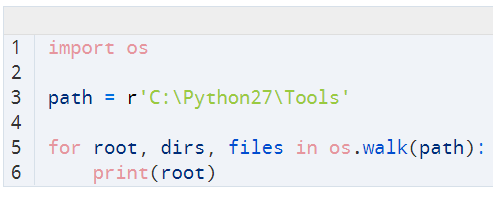 1 import os
2
3 path = r'C:\Python27\Tools'
4
5 for root, dirs, files in os.walk(path):
6     print(root)